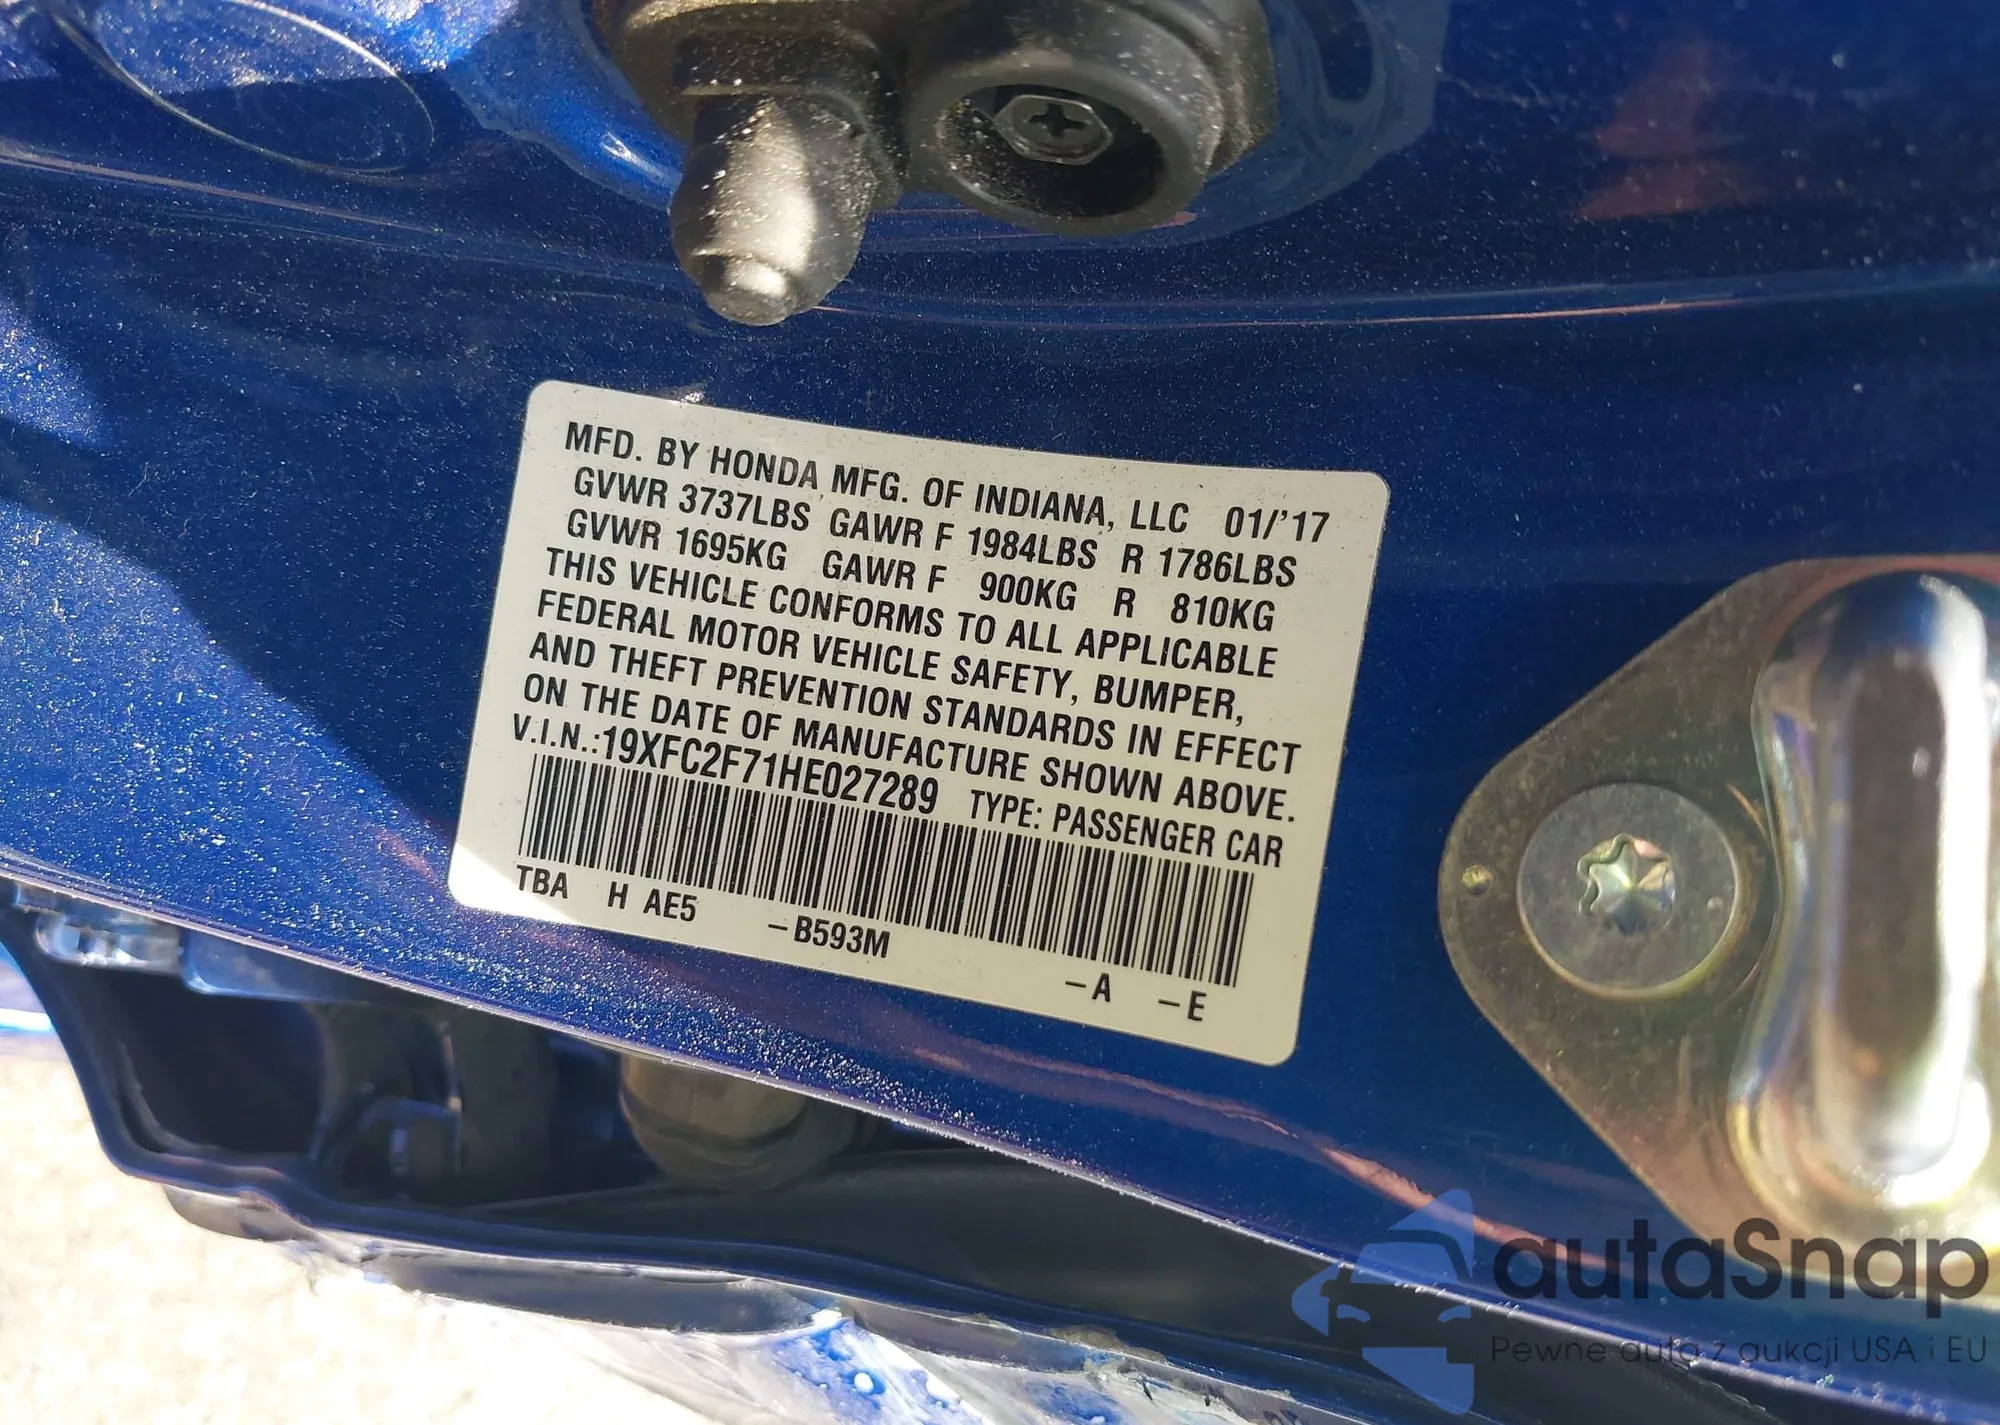 MFD. BY HONDA MFG. OF INDIANA, LLC 01/'17
GVWR 3737LBS GAWR F 1984LBS R 1786LBS
GVWR 1695KG GAWR F 900KG R 810KG
THIS VEHICLE CONFORMS TO ALL APPLICABLE
FEDERAL MOTOR VEHICLE SAFETY, BUMPER,
AND THEFT PREVENTION STANDARDS IN EFFECT
ON THE DATE OF MANUFACTURE SHOWN ABOVE.
V.I.N.:19XFC2F71HE027289 TYPE: PASSENGER CAR
TBA H AE5 -B593M -A -E
autaSnap
Pewne auto z aukcji USA i EU